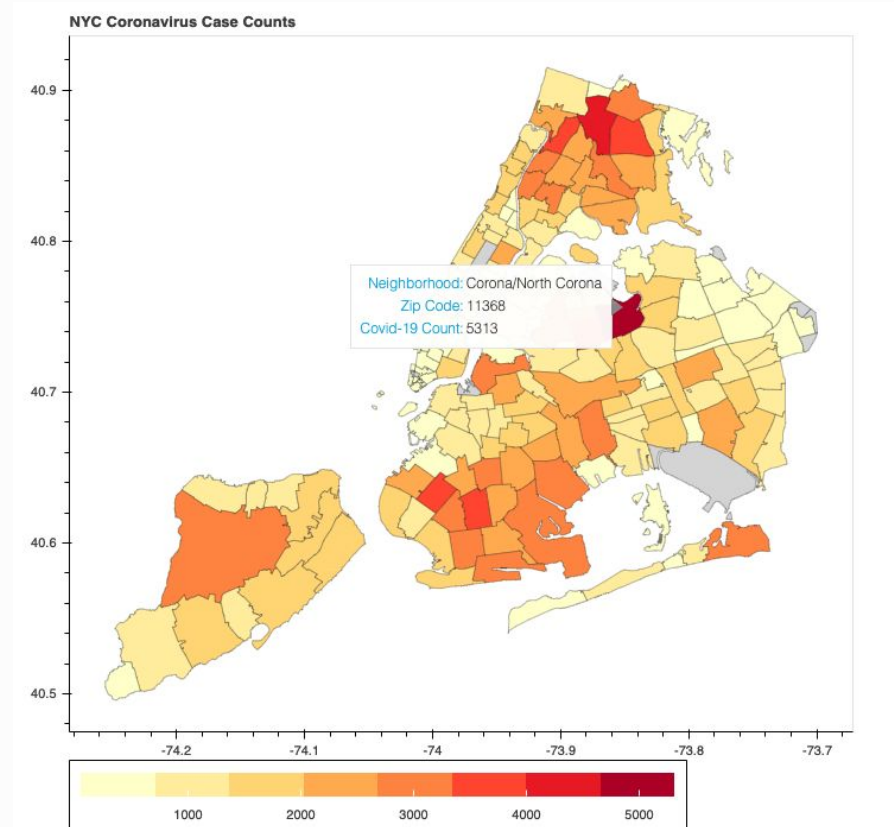 NYC Coronavirus Case Counts
40.9
40.8
Neighborhood: Corona/North Corona
Zip Code: 11368
Covid-19 Count: 5313
40.7
40.6
40.5
-74.2 -74.1 -74 -73.9 -73.8 -73.7
1000 2000 3000 4000 5000